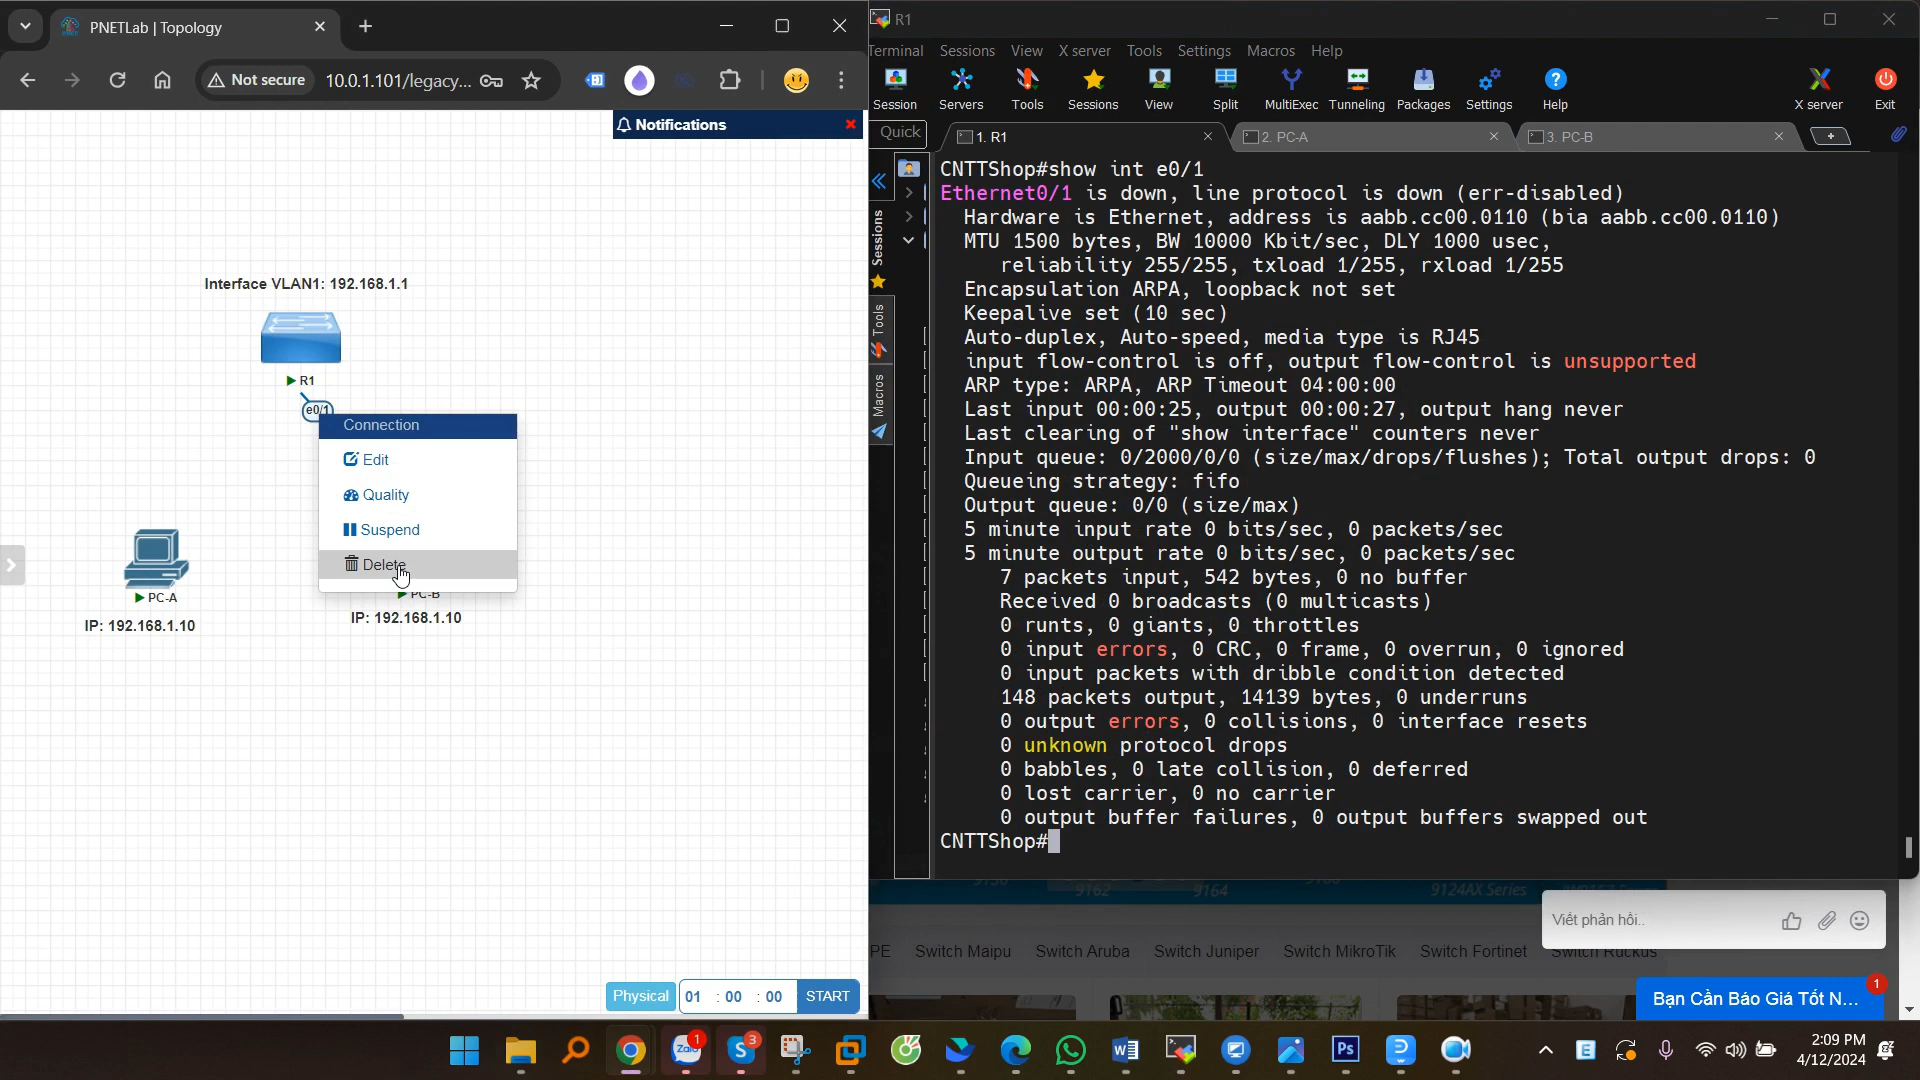 PNETLab | Topology
Not secure
10.0.1.101/legacy...
Notifications
Interface VLAN1: 192.168.1.1
R1
e0/1
Connection
Edit
Quality
Suspend
Delete
PC-A
IP: 192.168.1.10
PC-B
IP: 192.168.1.10
Physical
01 : 00 : 00
START
R1
Terminal Sessions View X server Tools Settings Macros Help
Session Servers Tools Sessions View Split MultiExec Tunneling Packages Settings Help X server Exit
Quick
1. R1
2. PC-A
3. PC-B
Sessions
Tools
Macros
CNTTShop#show int e0/1
Ethernet0/1 is down, line protocol is down (err-disabled)
Hardware is Ethernet, address is aabb.cc00.0110 (bia aabb.cc00.0110)
MTU 1500 bytes, BW 10000 Kbit/sec, DLY 1000 usec,
reliability 255/255, txload 1/255, rxload 1/255
Encapsulation ARPA, loopback not set
Keepalive set (10 sec)
Auto-duplex, Auto-speed, media type is RJ45
input flow-control is off, output flow-control is unsupported
ARP type: ARPA, ARP Timeout 04:00:00
Last input 00:00:25, output 00:00:27, output hang never
Last clearing of "show interface" counters never
Input queue: 0/2000/0/0 (size/max/drops/flushes); Total output drops: 0
Queueing strategy: fifo
Output queue: 0/0 (size/max)
5 minute input rate 0 bits/sec, 0 packets/sec
5 minute output rate 0 bits/sec, 0 packets/sec
7 packets input, 542 bytes, 0 no buffer
Received 0 broadcasts (0 multicasts)
0 runts, 0 giants, 0 throttles
0 input errors, 0 CRC, 0 frame, 0 overrun, 0 ignored
0 input packets with dribble condition detected
148 packets output, 14139 bytes, 0 underruns
0 output errors, 0 collisions, 0 interface resets
0 unknown protocol drops
0 babbles, 0 late collision, 0 deferred
0 lost carrier, 0 no carrier
0 output buffer failures, 0 output buffers swapped out
CNTTShop#
9162
9164
9124AX Series
Viết phản hồi..
PE Switch Maipu Switch Aruba Switch Juniper Switch MikroTik Switch Fortinet Switch Ruckus
Bạn Cần Báo Giá Tốt N...
1
Zalo
1
3
Ps
E
2:09 PM
4/12/2024